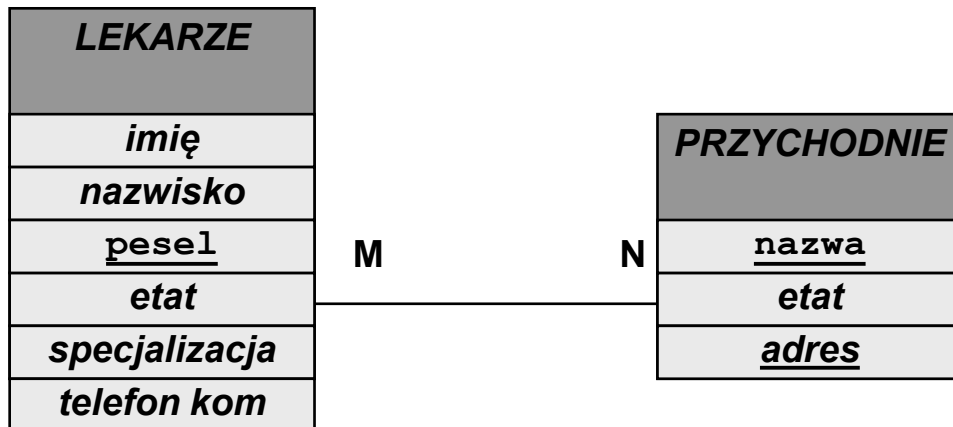 LEKARZE
imię
nazwisko
pesel
etat
specjalizacja
telefon kom
M
N
PRZYCHODNIE
nazwa
etat
adres